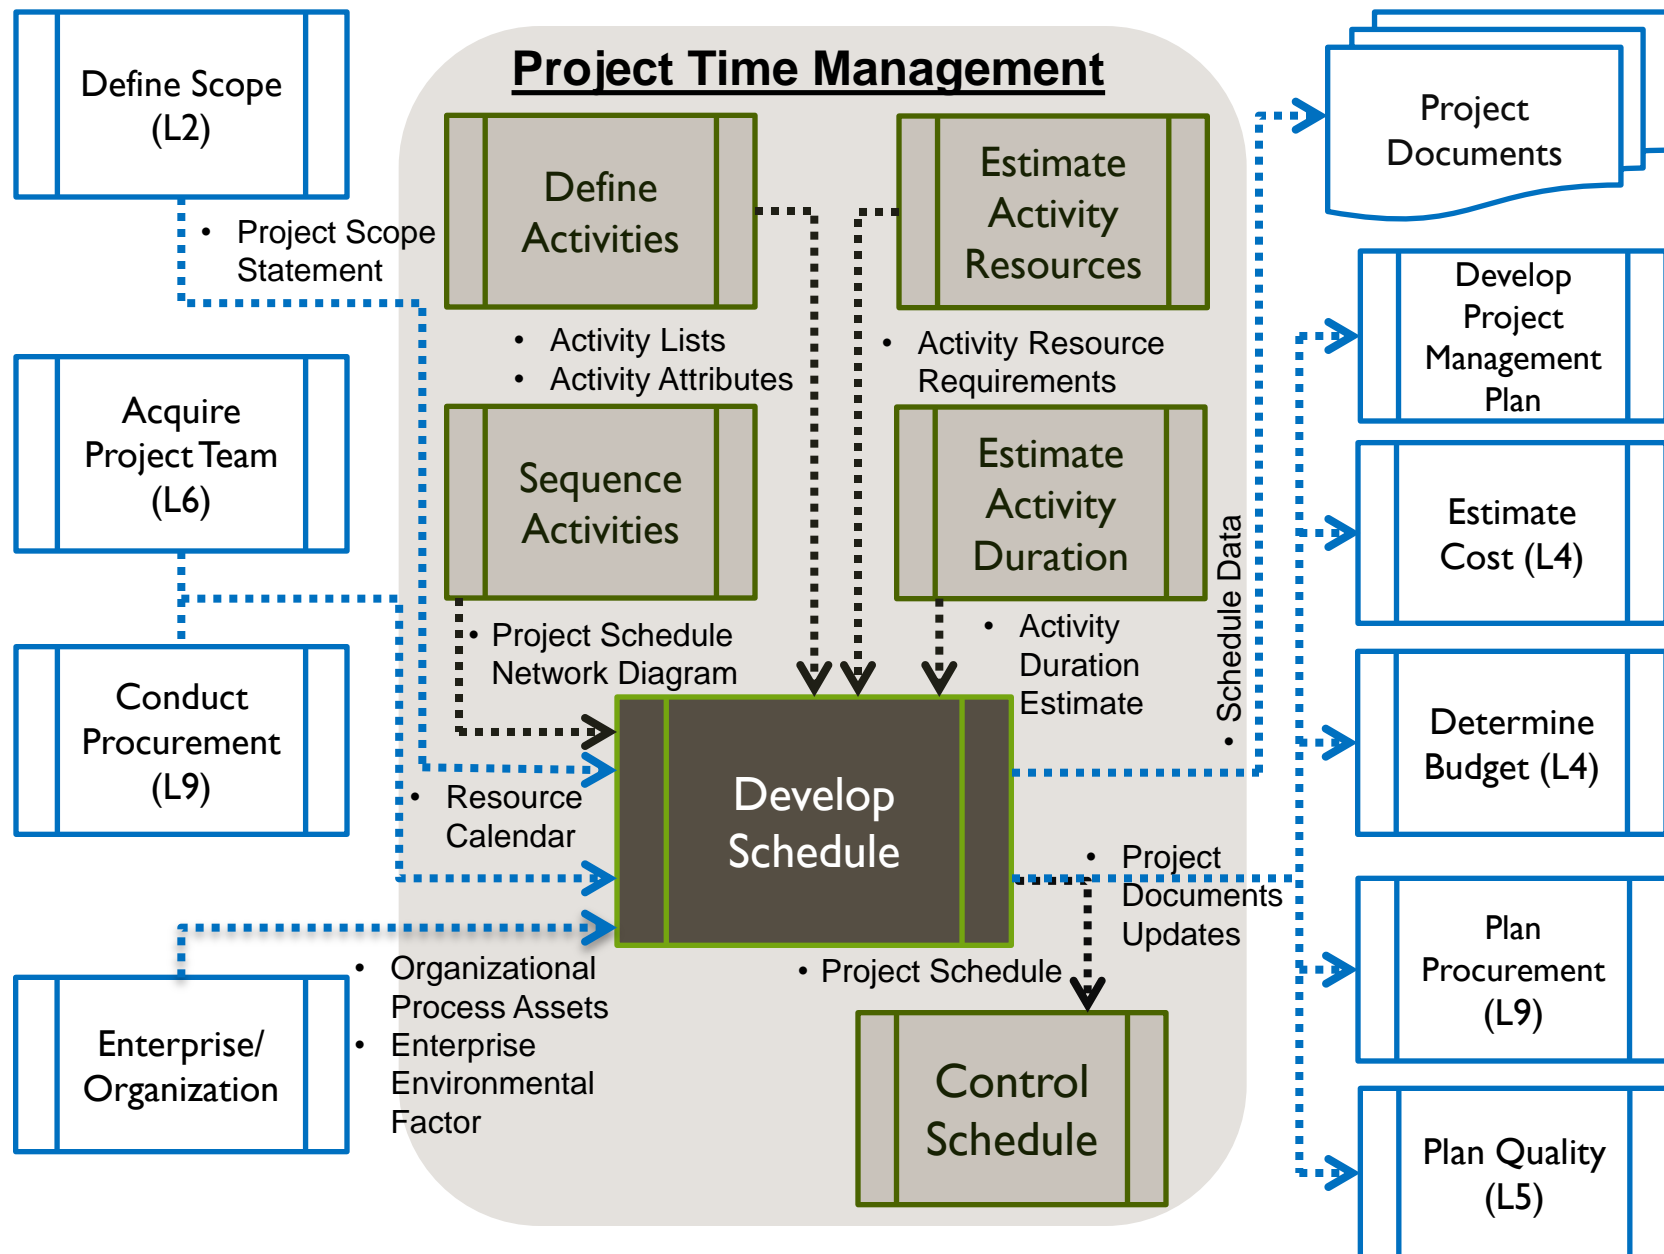 Project Time Management
Define Scope
(L2)
• Project Scope
Statement
Acquire
Project Team
(L6)
Conduct
Procurement
(L9)
Enterprise/
Organization
Define
Activities
• Activity Lists
• Activity Attributes
Sequence
Activities
• Project Schedule
Network Diagram
Estimate
Activity
Resources
• Activity Resource
Requirements
Estimate
Activity
Duration
• Activity
Duration
Estimate
• Resource
Calendar
• Organizational
Process Assets
• Enterprise
Environmental
Factor
Develop
Schedule
• Project
Documents
Updates
• Project Schedule
Control
Schedule
• Schedule Data
Project
Documents
Develop
Project
Management
Plan
Estimate
Cost (L4)
Determine
Budget (L4)
Plan
Procurement
(L9)
Plan Quality
(L5)